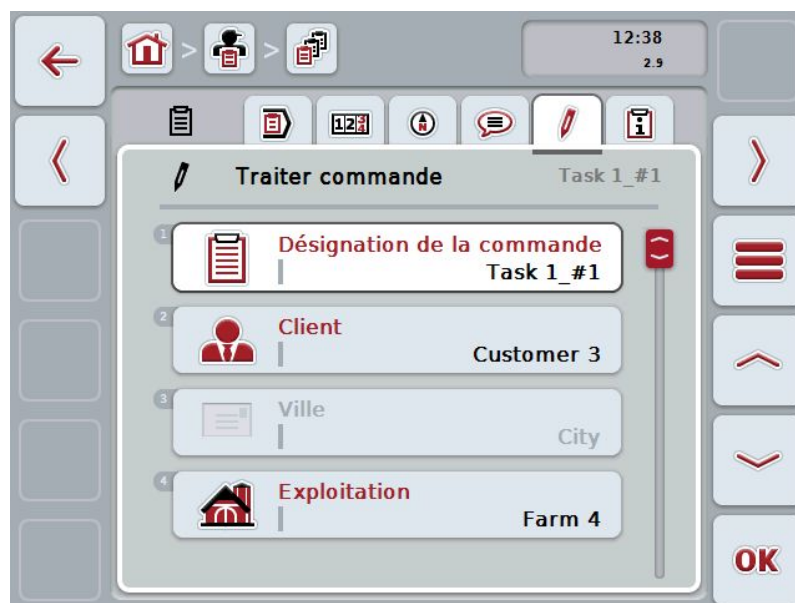 12:38
2.9
Traiter commande
Task 1_#1
1
Désignation de la commande
Task 1_#1
2
Client
Customer 3
3
Ville
City
4
Exploitation
Farm 4
OK